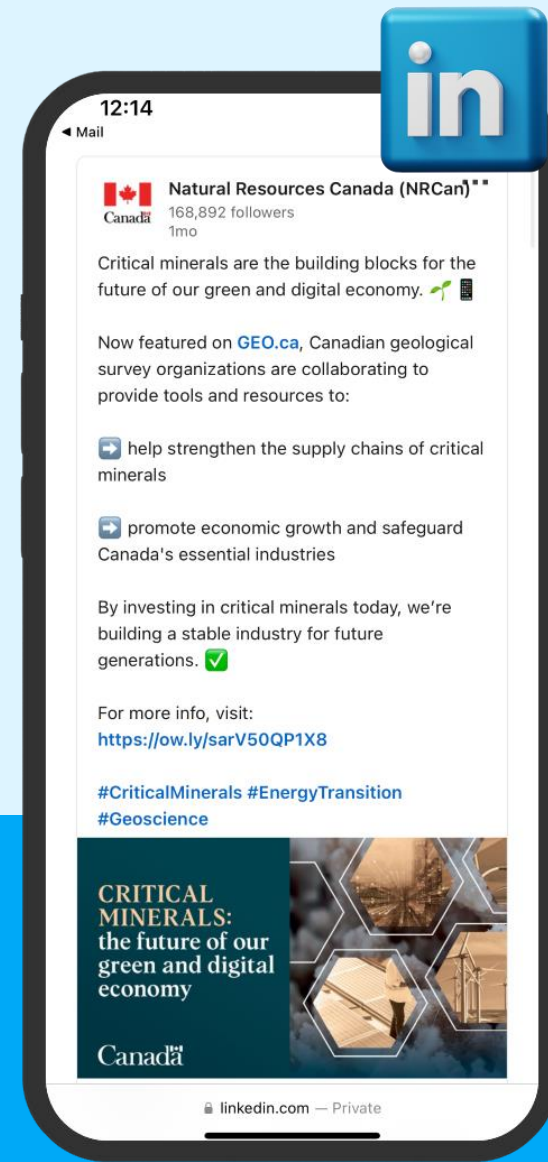 in
12:14
◀ Mail
Natural Resources Canada (NRCan)
Canada
168,892 followers
1mo
Critical minerals are the building blocks for the
future of our green and digital economy. 🌱 📱
Now featured on GEO.ca, Canadian geological
survey organizations are collaborating to
provide tools and resources to:
➡️ help strengthen the supply chains of critical
minerals
➡️ promote economic growth and safeguard
Canada's essential industries
By investing in critical minerals today, we’re
building a stable industry for future
generations. ✅
For more info, visit:
https://ow.ly/sarV50QP1X8
#CriticalMinerals #EnergyTransition
#Geoscience
CRITICAL
MINERALS:
the future of our
green and digital
economy
Canada
linkedin.com — Private